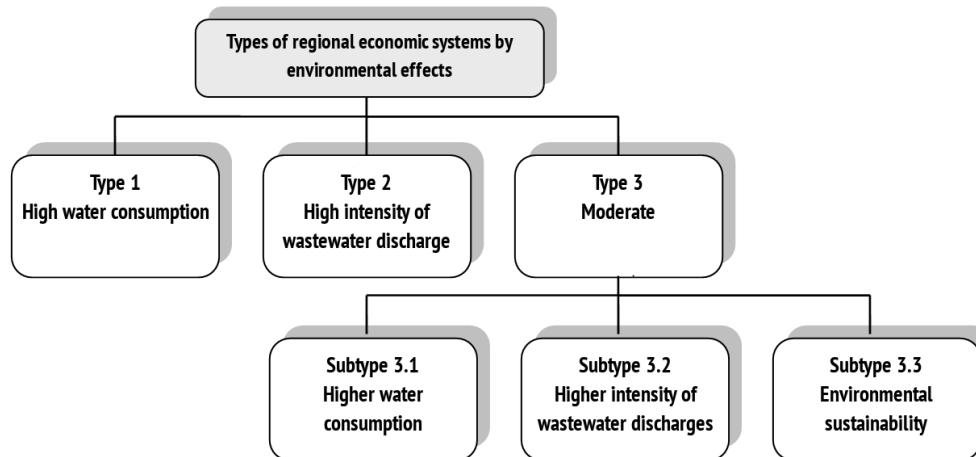 Types of regional economic systems by
environmental effects
Type 1
High water consumption
Type 2
High intensity of
wastewater discharge
Type 3
Moderate
Subtype 3.1
Higher water
consumption
Subtype 3.2
Higher intensity of
wastewater discharges
Subtype 3.3
Environmental
sustainability